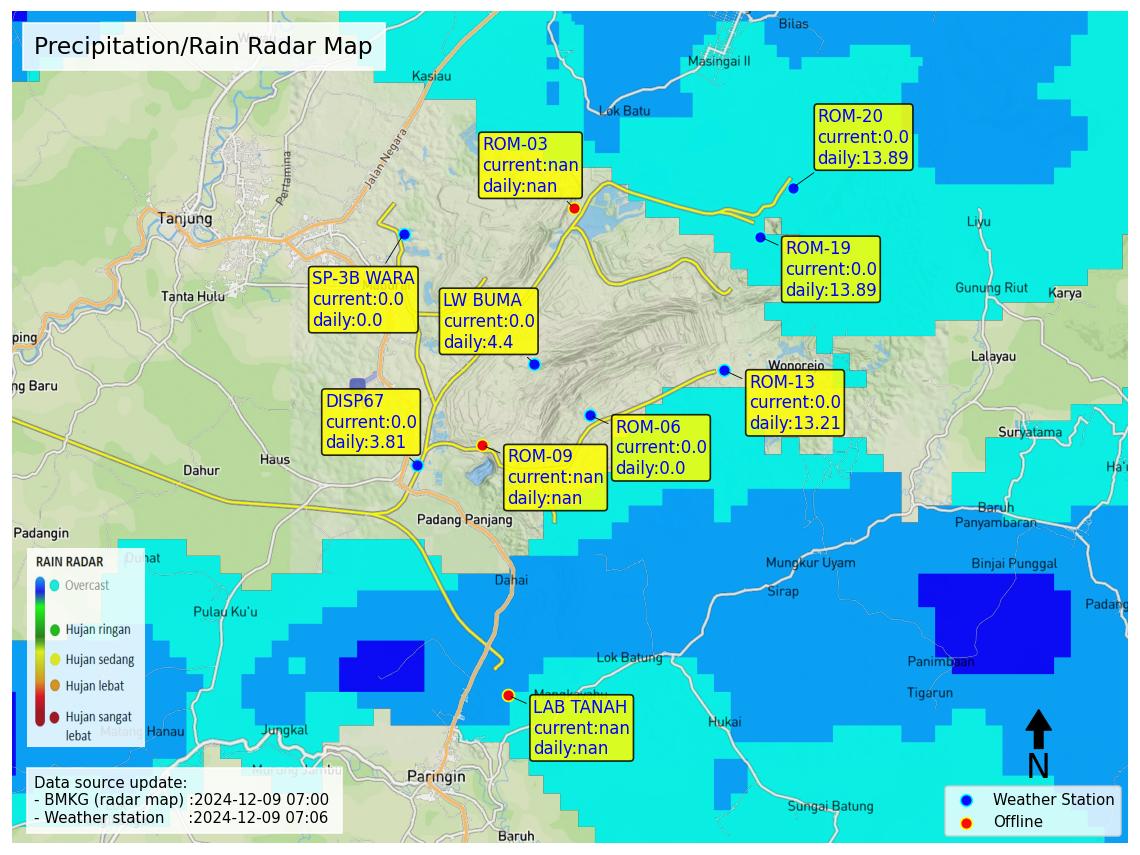 Precipitation/Rain Radar Map
Bilas
Masingai II
Kasiau
Lok Batu
ROM-20
current:0.0
daily:13.89
ROM-03
current:nan
daily:nan
Jalan Negara
Pertamina
Tanjung
Liyu
ROM-19
current:0.0
daily:13.89
SP-3B WARA
current:0.0
daily:0.0
LW BUMA
current:0.0
daily:4.4
Tanta Hulu
Gunung Riut
Karya
ping
Lalayau
Wonorejo
ng Baru
ROM-13
current:0.0
daily:13.21
DISP67
current:0.0
daily:3.81
ROM-06
current:0.0
daily:0.0
Suryatama
ROM-09
current:nan
daily:nan
Haus
Dahur
Ha'u
Baruh
Panyambaran
Padang Panjang
Padangin
Mungkur Uyam
Binjai Punggal
Dahai
Sirap
Padang
Pulau Ku'u
RAIN RADAR
Overcast
Hujan ringan
Hujan sedang
Hujan lebat
Hujan sangat
lebat
Lok Batung
Panimbaan
Tigarun
LAB TANAH
current:nan
daily:nan
Hukai
Jungkal
Paringin
Sungai Batung
Baruh
N
Data source update:
- BMKG (radar map) :2024-12-09 07:00
- Weather station :2024-12-09 07:06
Weather Station
Offline